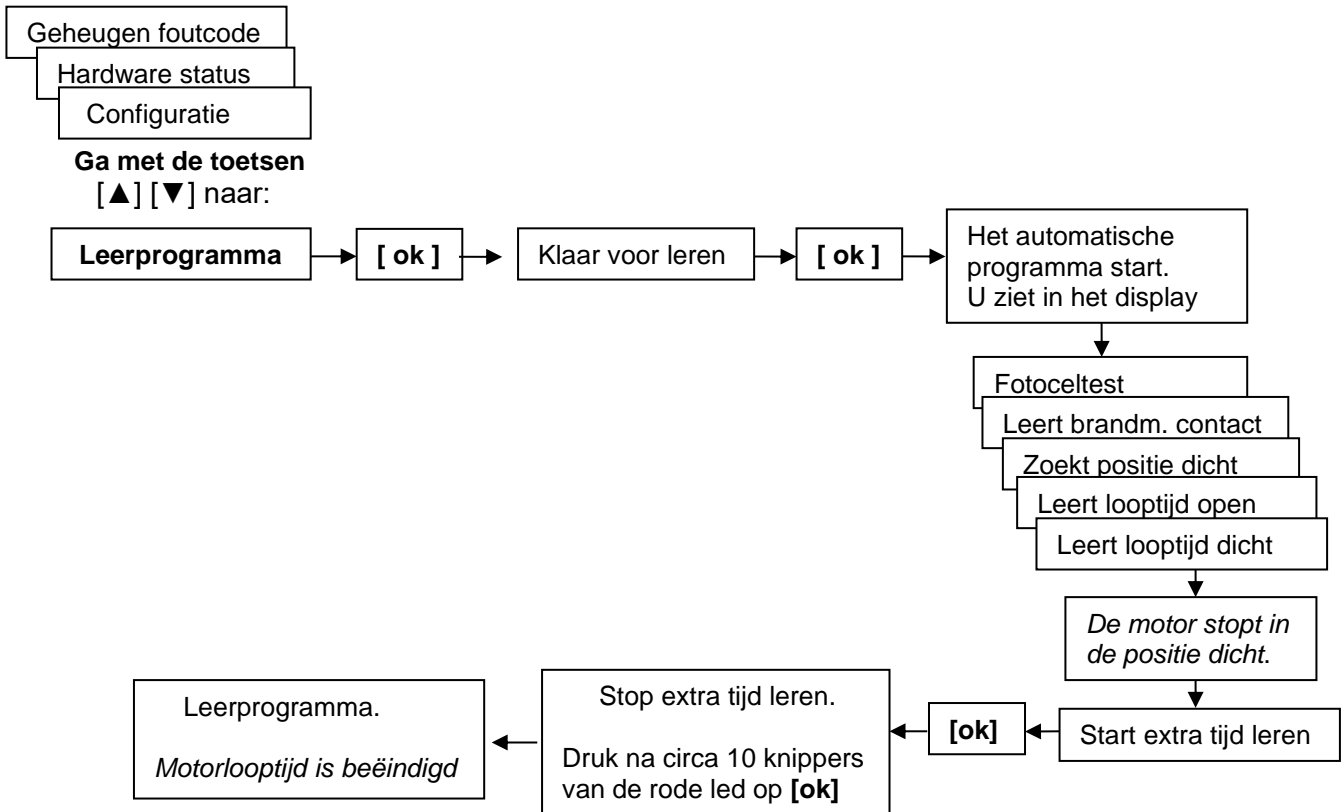 Geheugen foutcode
Hardware status
Configuratie
Ga met de toetsen
[▲] [▼] naar:
Leerprogramma
[ ok ]
Klaar voor leren
[ ok ]
Het automatische
programma start.
U ziet in het display
Fotoceltest
Leert brandm. contact
Zoekt positie dicht
Leert looptijd open
Leert looptijd dicht
De motor stopt in
de positie dicht.
Start extra tijd leren
[ok]
Stop extra tijd leren.
Druk na circa 10 knippers
van de rode led op [ok]
Leerprogramma.
Motorlooptijd is beëindigd